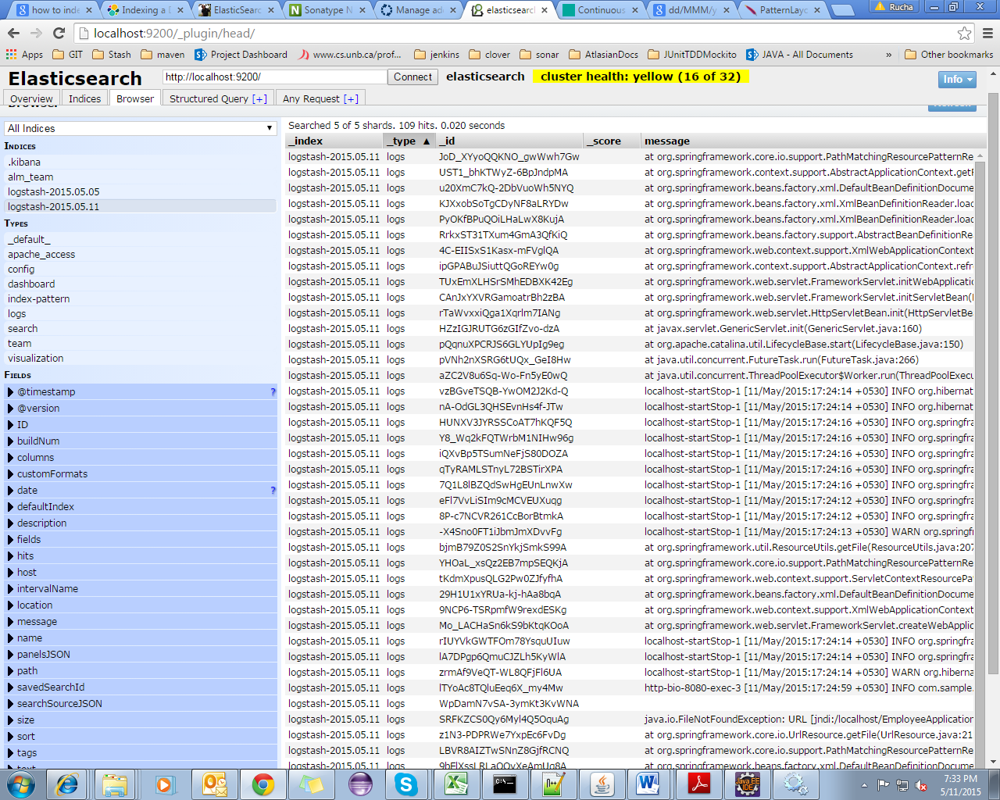 how to inde
Indexing a D
ElasticSearc
Sonatype N
Manage ad
elasticsearch
Continuous
dd/MMM/y
PatternLayo
Rucha
localhost:9200/_plugin/head/
Apps GIT Stash maven Project Dashboard www.cs.unb.ca/prof... jenkins clover sonar AtlasianDocs JUnitTDDMockito JAVA - All Documents » Other bookmarks
Elasticsearch http://localhost:9200/ Connect elasticsearch cluster health: yellow (16 of 32) Info
Overview Indices Browser Structured Query [+] Any Request [+]
All Indices
Indices
.kibana
alm_team
logstash-2015.05.05
logstash-2015.05.11
Types
_default_
apache_access
config
dashboard
index-pattern
logs
search
team
visualization
Fields
@timestamp ?
@version
ID
buildNum
columns
customFormats
date ?
defaultIndex
description
fields
hits
host
intervalName
location
message
name
panelsJSON
path
savedSearchId
searchSourceJSON
size
sort
tags
Searched 5 of 5 shards. 109 hits. 0.020 seconds
_index _type ▲ _id _score message
logstash-2015.05.11 logs JoD_XYyoQQKNO_gwWwh7Gw at org.springframework.core.io.support.PathMatchingResourcePatternRe
logstash-2015.05.11 logs UST1_bhKTWyZ-6BpJndpMA at org.springframework.context.support.AbstractApplicationContext.getF
logstash-2015.05.11 logs u20XmC7kQ-2DbVuoWh5NYQ at org.springframework.beans.factory.xml.DefaultBeanDefinitionDocume
logstash-2015.05.11 logs KJXxobSoTgCDyNF8aLRYDw at org.springframework.beans.factory.xml.XmlBeanDefinitionReader.load
logstash-2015.05.11 logs PyOKfBPuQOiLHaLwX8KujA at org.springframework.beans.factory.xml.XmlBeanDefinitionReader.load
logstash-2015.05.11 logs RrkxST31TXum4GmA3QfKiQ at org.springframework.beans.factory.support.AbstractBeanDefinitionRe
logstash-2015.05.11 logs 4C-EIISxS1Kasx-mFVglQA at org.springframework.web.context.support.XmlWebApplicationContext
logstash-2015.05.11 logs ipGPABuJSiuttQGoREYw0g at org.springframework.context.support.AbstractApplicationContext.refr
logstash-2015.05.11 logs TUxEmXLHSrSMhEDBXK42Eg at org.springframework.web.servlet.FrameworkServlet.initWebApplicatio
logstash-2015.05.11 logs CAnJxYXVRGamoatrBh2zBA at org.springframework.web.servlet.FrameworkServlet.initServletBean(
logstash-2015.05.11 logs rTaWvxxiQga1Xqrlm7IANg at org.springframework.web.servlet.HttpServletBean.init(HttpServletBe
logstash-2015.05.11 logs HZzIGJRUTG6zGIfZvo-dzA at javax.servlet.GenericServlet.init(GenericServlet.java:160)
logstash-2015.05.11 logs pQqnuXPCRJS6GLYUpIg9eg at org.apache.catalina.util.LifecycleBase.start(LifecycleBase.java:150)
logstash-2015.05.11 logs pVNh2nXSRG6tUQx_GeI8Hw at java.util.concurrent.FutureTask.run(FutureTask.java:266)
logstash-2015.05.11 logs aZC2V8u6Sq-Wo-Fn5yE0wQ at java.util.concurrent.ThreadPoolExecutor$Worker.run(ThreadPoolExecu
logstash-2015.05.11 logs vzBGveTSQB-YwOM2J2Kd-Q localhost-startStop-1 [11/May/2015:17:24:14 +0530] INFO org.hibernat
logstash-2015.05.11 logs nA-OdGL3QHSEvnHs4f-JTw localhost-startStop-1 [11/May/2015:17:24:14 +0530] INFO org.hibernat
logstash-2015.05.11 logs HUNXV3JYRSSCoAT7hKQF5Q localhost-startStop-1 [11/May/2015:17:24:16 +0530] INFO org.springfra
logstash-2015.05.11 logs Y8_Wq2kFQTWrbM1NIHw96g localhost-startStop-1 [11/May/2015:17:24:16 +0530] INFO org.springfra
logstash-2015.05.11 logs iQXvBp5TSumNeFjS80DOZA localhost-startStop-1 [11/May/2015:17:24:16 +0530] INFO org.springfra
logstash-2015.05.11 logs qTyRAMLSTnyL72BSTirXPA localhost-startStop-1 [11/May/2015:17:24:16 +0530] INFO org.springfra
logstash-2015.05.11 logs 7Q1L8lBZQdSwHgEUnLnwXw localhost-startStop-1 [11/May/2015:17:24:16 +0530] INFO org.springfra
logstash-2015.05.11 logs eFl7VvLiSIm9cMCVEUXuqg localhost-startStop-1 [11/May/2015:17:24:12 +0530] INFO org.springfra
logstash-2015.05.11 logs 8P-c7NCVR261CcBorBtmkA localhost-startStop-1 [11/May/2015:17:24:12 +0530] INFO org.springfra
logstash-2015.05.11 logs -X4Sno0FT1iJbmJmXDvvFg localhost-startStop-1 [11/May/2015:17:24:13 +0530] WARN org.springf
logstash-2015.05.11 logs bjmB79Z0S2SnYkjSmkS99A at org.springframework.util.ResourceUtils.getFile(ResourceUtils.java:207
logstash-2015.05.11 logs YHOaL_xsQz2EB7mpSEQKjA at org.springframework.core.io.support.PathMatchingResourcePatternRe
logstash-2015.05.11 logs tKdmXpusQLG2Pw0ZJfyfhA at org.springframework.web.context.support.ServletContextResourcePa
logstash-2015.05.11 logs 29H1U1xYRUa-kj-hAa8bqA at org.springframework.beans.factory.xml.DefaultBeanDefinitionDocume
logstash-2015.05.11 logs 9NCP6-TSRpmfW9rexdESKg at org.springframework.web.context.support.XmlWebApplicationContext
logstash-2015.05.11 logs Mo_LACHaSn6kS9bKtqKOoA at org.springframework.web.servlet.FrameworkServlet.createWebApplic
logstash-2015.05.11 logs rIUYVkGWTFOm78YsquUIuw localhost-startStop-1 [11/May/2015:17:24:14 +0530] INFO org.hibernat
logstash-2015.05.11 logs lA7DPgp6QmuCJZLh5KyWlA localhost-startStop-1 [11/May/2015:17:24:14 +0530] INFO org.hibernat
logstash-2015.05.11 logs zrmAf9VeQT-WL8QFjFl6UA localhost-startStop-1 [11/May/2015:17:24:14 +0530] WARN org.hiberna
logstash-2015.05.11 logs lTYoAc8TQluEeq6X_my4Mw http-bio-8080-exec-3 [11/May/2015:17:24:59 +0530] INFO com.sample.
logstash-2015.05.11 logs WpDamN7vSA-3ymKt3KvWNA
logstash-2015.05.11 logs SRFKZCS0Qy6Myl4Q5OquAg java.io.FileNotFoundException: URL [jndi:/localhost/EmployeeApplication
logstash-2015.05.11 logs z1N3-PDPRWe7YxpEc6FvDg at org.springframework.core.io.UrlResource.getFile(UrlResource.java:21
logstash-2015.05.11 logs LBVR8AIZTwSNnZ8GjfRCNQ at org.springframework.core.io.support.PathMatchingResourcePatternRe
logstash-2015.05.11 logs 9bFlXssLRLaOOvXeAmUg8A at org.springframework.beans.factory.xml.DefaultBeanDefinitionDocume
7:33 PM
5/11/2015